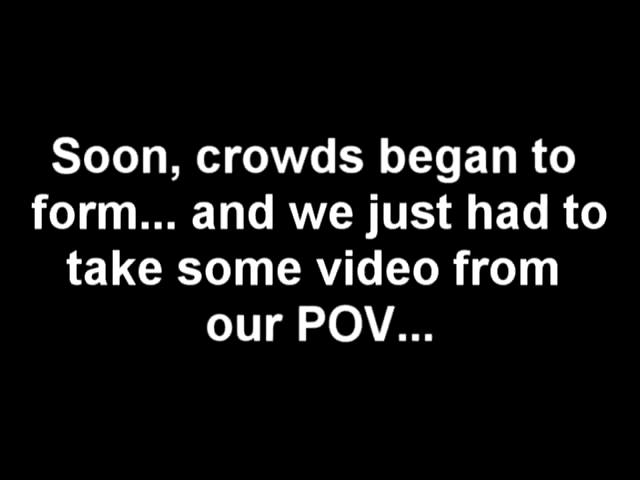 Soon, crowds began to
form... and we just had to
take some video from
our POV...